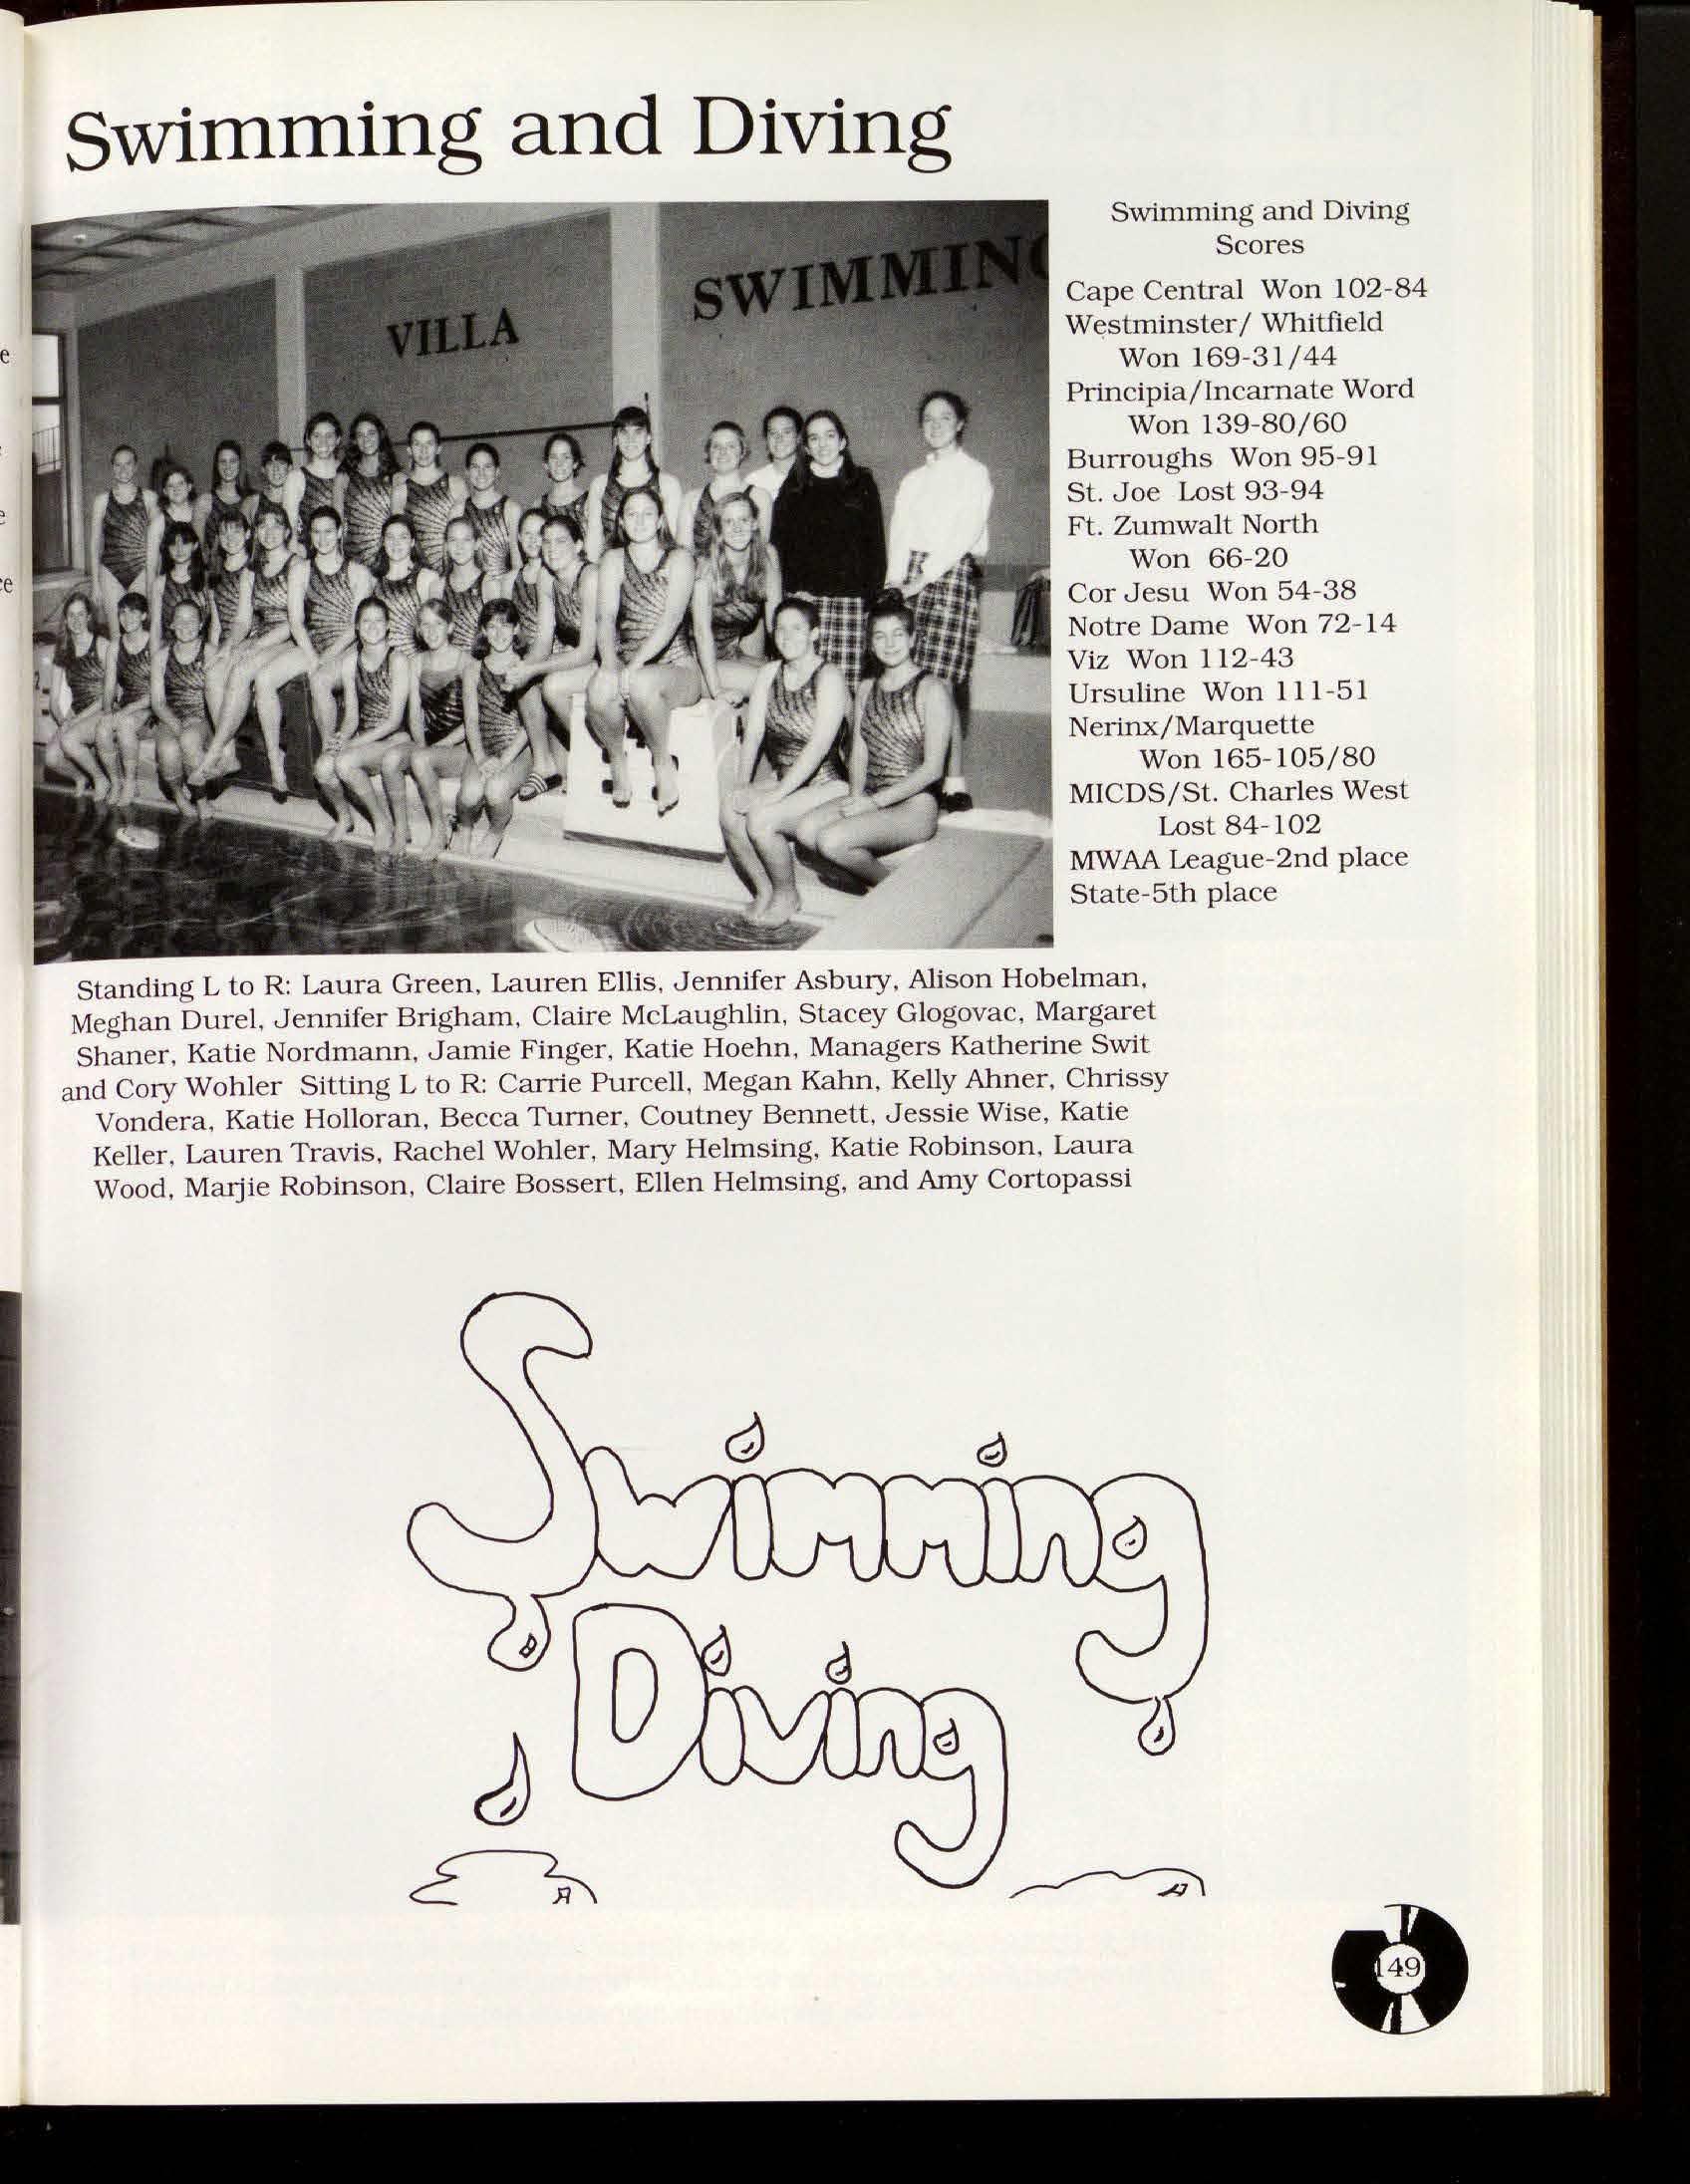 Swimming and Diving
VILLA
SWIMMING
Swimming and Diving
Scores
Cape Central Won 102-84
Westminster/ Whitfield
Won 169-31/44
Principia/Incarnate Word
Won 139-80/60
Burroughs Won 95-91
St. Joe Lost 93-94
Ft. Zumwalt North
Won 66-20
Cor Jesu Won 54-38
Notre Dame Won 72-14
Viz Won 112-43
Ursuline Won 111-51
Nerinx/Marquette
Won 165-105/80
MICDS/St. Charles West
Lost 84-102
MWAA League-2nd place
State-5th place
Standing L to R: Laura Green, Lauren Ellis, Jennifer Asbury, Alison Hobelman,
Meghan Durel, Jennifer Brigham, Claire McLaughlin, Stacey Glogovac, Margaret
Shaner, Katie Nordmann, Jamie Finger, Katie Hoehn, Managers Katherine Swit
and Cory Wohler Sitting L to R: Carrie Purcell, Megan Kahn, Kelly Ahner, Chrissy
Vondera, Katie Holloran, Becca Turner, Coutney Bennett, Jessie Wise, Katie
Keller, Lauren Travis, Rachel Wohler, Mary Helmsing, Katie Robinson, Laura
Wood, Marjie Robinson, Claire Bossert, Ellen Helmsing, and Amy Cortopassi
Swimming
Diving
149